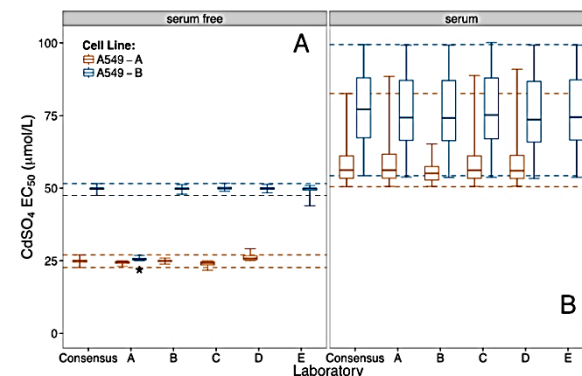 serum free
serum
A
Cell Line:
A549 – A
A549 – B
CdSO4 EC50 (μmol/L)
100
75
50
25
0
*
B
Consensus A B C D E
Consensus A B C D E
Laboratory